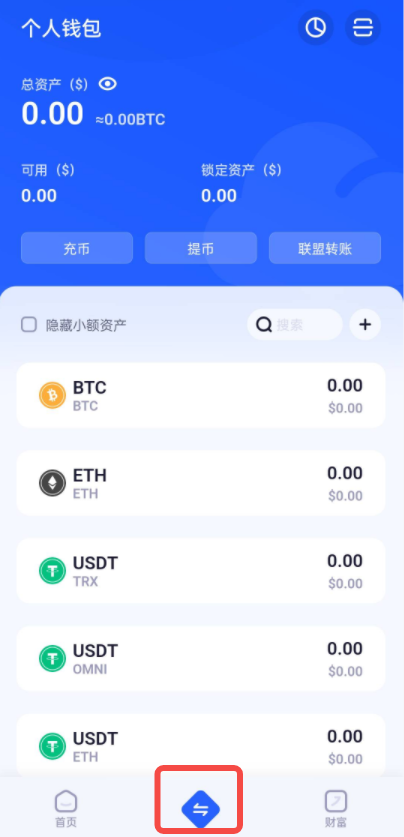 个人钱包
总资产（$）
0.00 ≈0.00BTC
可用（$） 锁定资产（$）
0.00 0.00
充币 提币 联盟转账
隐藏小额资产 搜索
BTC 0.00
BTC $0.00
ETH 0.00
ETH $0.00
USDT 0.00
TRX $0.00
USDT 0.00
OMNI $0.00
USDT 0.00
ETH $0.00
首页 财富